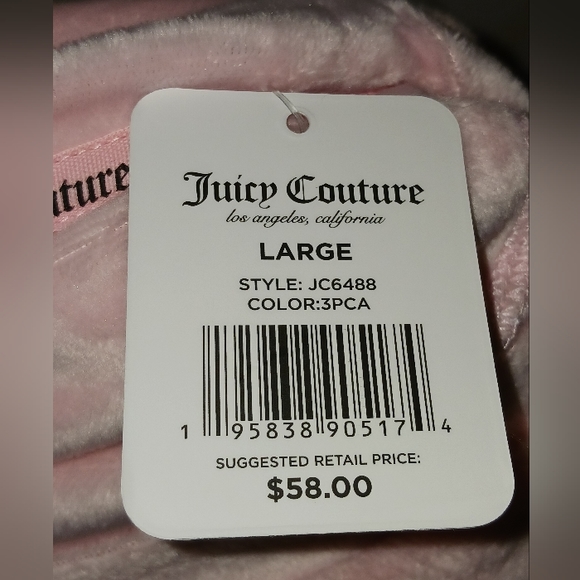 uture
Juicy Couture
los angeles, california
LARGE
STYLE: JC6488
COLOR:3PCA
1 95838 90517 4
SUGGESTED RETAIL PRICE:
$58.00